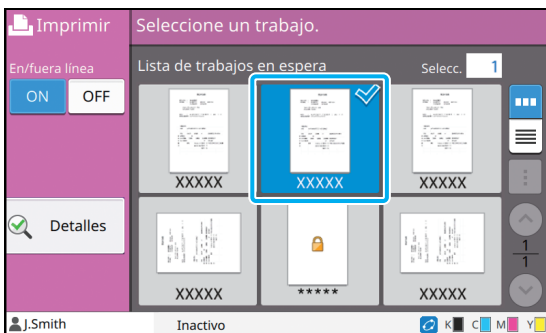 Imprimir
Seleccione un trabajo.
En/fuera línea
ON OFF
Detalles
Lista de trabajos en espera
Selecc. 1
XXXXX XXXXX XXXXX
XXXXX ***** XXXXX
1
1
J.Smith
Inactivo
K C M Y